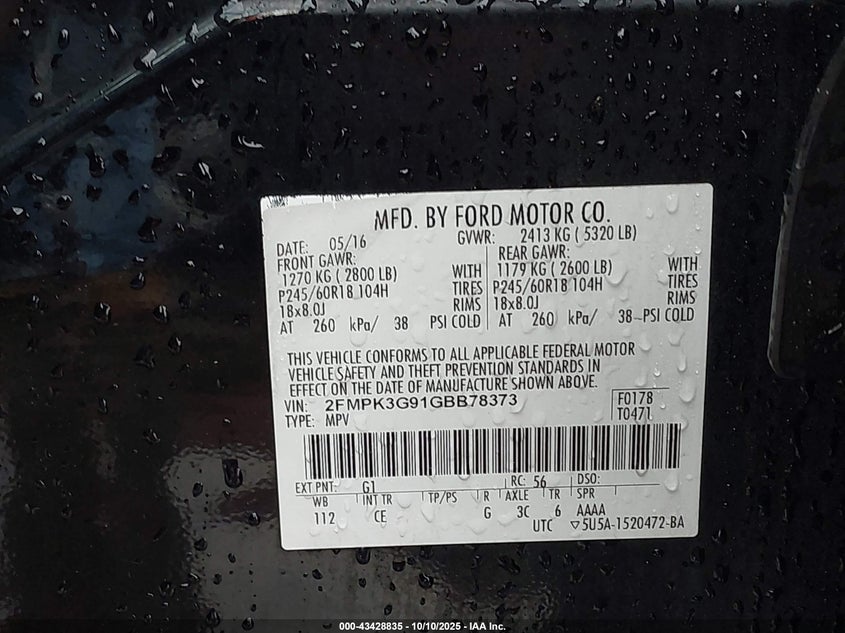 MFD. BY FORD MOTOR CO.
DATE: 05/16 GVWR: 2413 KG ( 5320 LB)
FRONT GAWR: REAR GAWR:
1270 KG ( 2800 LB) WITH 1179 KG ( 2600 LB) WITH
P245/60R18 104H TIRES P245/60R18 104H TIRES
18x8.0J RIMS 18x8.0J RIMS
AT 260 kPa/ 38 PSI COLD AT 260 kPa/ 38 PSI COLD
THIS VEHICLE CONFORMS TO ALL APPLICABLE FEDERAL MOTOR
VEHICLE SAFETY AND THEFT PREVENTION STANDARDS IN
EFFECT ON THE DATE OF MANUFACTURE SHOWN ABOVE.
VIN: 2FMPK3G91GBB78373 F0178
TYPE: MPV T0471
EXT PNT: G1 RC: 56 DSO:
WB INT TR TP/PS R AXLE TR SPR
112 CE G 3C 6 AAAA
UTC ▽5U5A-1520472-BA
000-43428835 - 10/10/2025 - IAA Inc.